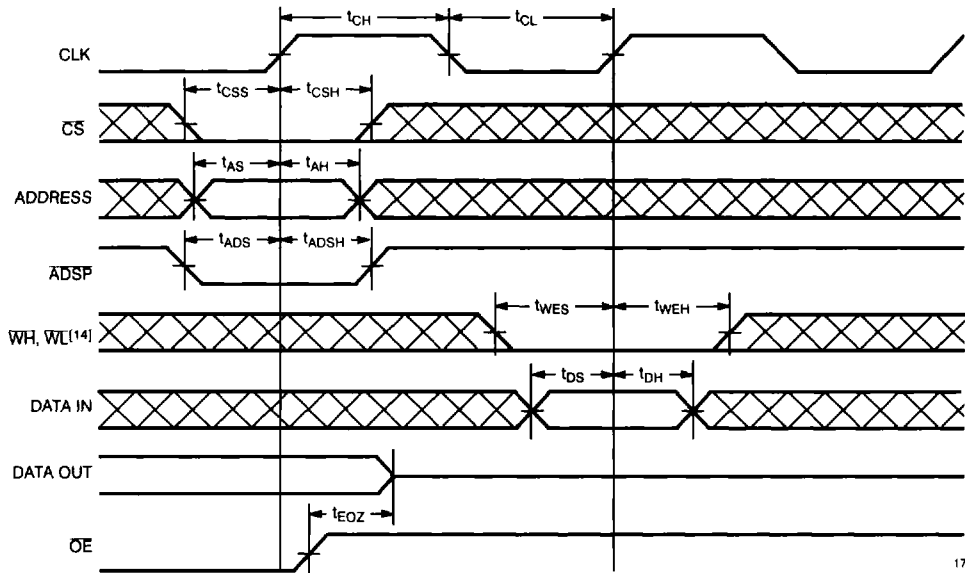 tCH
tCL
CLK
tCSS
tCSH
CS
tAS
tAH
ADDRESS
tADS
tADSH
ADSP
tWES
tWEH
WH, WL[14]
tDS
tDH
DATA IN
DATA OUT
tEOZ
OE
17